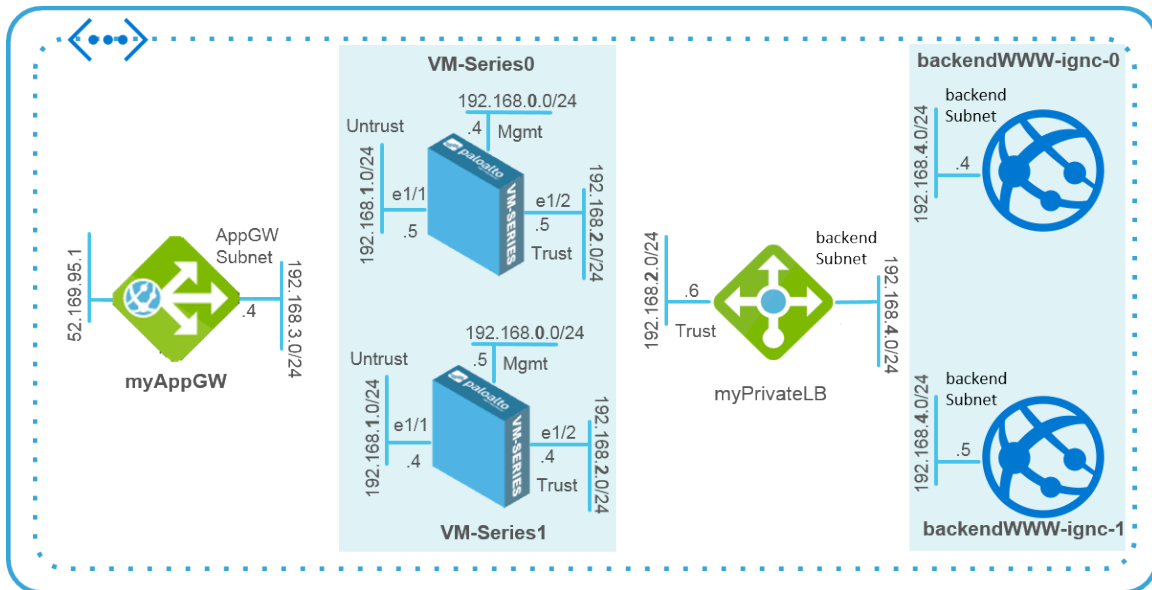 VM-Series0
192.168.0.0/24
.4
Mgmt
Untrust
192.168.1.0/24
e1/1
.5
paloalto
VM-SERIES
e1/2
.5
Trust
192.168.2.0/24
52.169.95.1
AppGW
Subnet
.4
192.168.3.0/24
myAppGW
192.168.0.0/24
.5
Mgmt
Untrust
192.168.1.0/24
e1/1
.4
paloalto
VM-SERIES
e1/2
.4
Trust
192.168.2.0/24
VM-Series1
192.168.2.0/24
.6
Trust
backend
Subnet
192.168.4.0/24
myPrivateLB
backendWWW-ignc-0
backend
Subnet
192.168.4.0/24
.4
backend
Subnet
192.168.4.0/24
.5
backendWWW-ignc-1